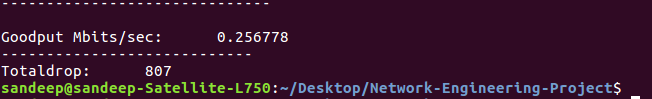 ------------------------------
Goodput Mbits/sec:      0.256778
----------------------------
Totaldrop:      807
sandeep@sandeep-Satellite-L750:~/Desktop/Network-Engineering-Project$